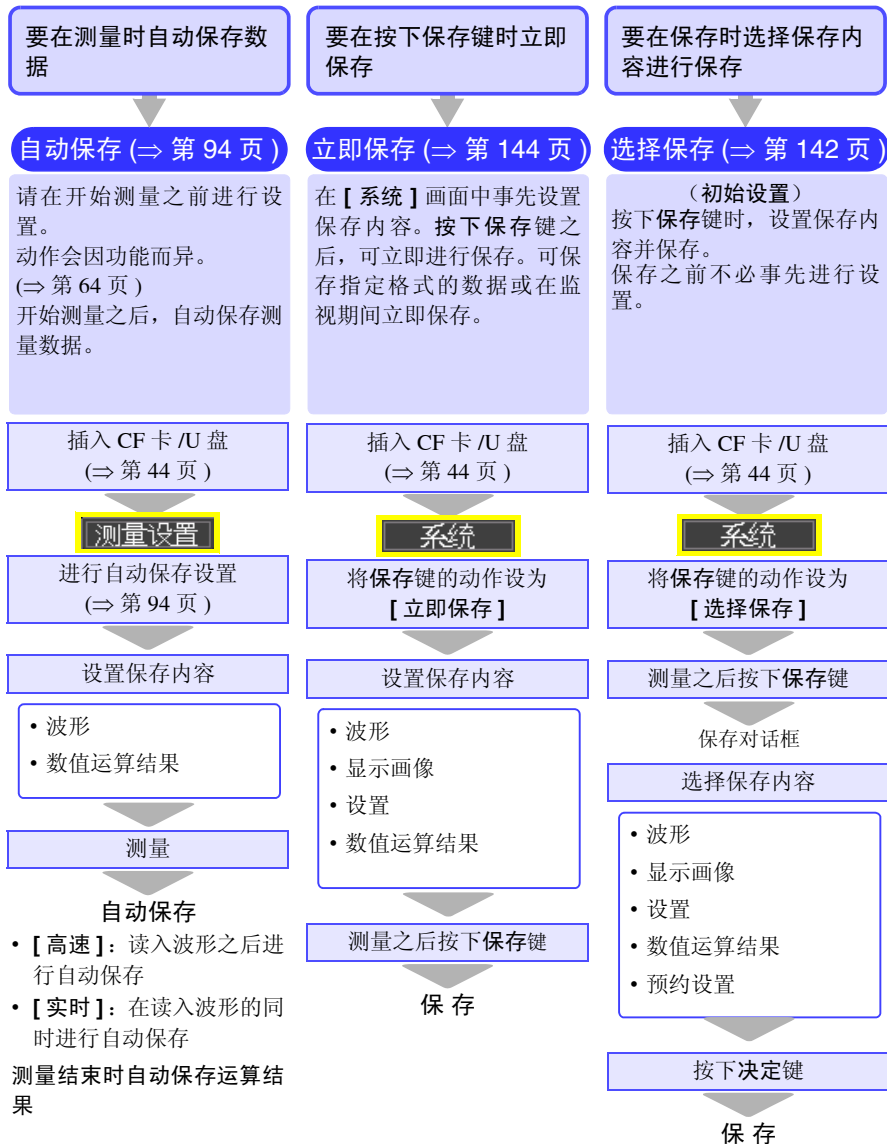 要在测量时自动保存数
据
自动保存 (⇒ 第 94 页 )
请在开始测量之前进行设
置。
动作会因功能而异。
(⇒ 第 64 页 )
开始测量之后，自动保存测
量数据。
插入 CF 卡 /U 盘
(⇒ 第 44 页 )
测量设置
进行自动保存设置
(⇒ 第 94 页 )
设置保存内容
• 波形
• 数值运算结果
测量
自动保存
• [ 高速 ]：读入波形之后进
行自动保存
• [ 实时 ]：在读入波形的同
时进行自动保存
测量结束时自动保存运算结
果
要在按下保存键时立即
保存
立即保存 (⇒ 第 144 页 )
在 [ 系统 ] 画面中事先设置
保存内容。按下保存键之
后，可立即进行保存。可保
存指定格式的数据或在监
视期间立即保存。
插入 CF 卡 /U 盘
(⇒ 第 44 页 )
系统
将保存键的动作设为
[ 立即保存 ]
设置保存内容
• 波形
• 显示画像
• 设置
• 数值运算结果
测量之后按下保存键
保 存
要在保存时选择保存内
容进行保存
选择保存 (⇒ 第 142 页 )
（初始设置）
按下保存键时，设置保存内
容并保存。
保存之前不必事先进行设
置。
插入 CF 卡 /U 盘
(⇒ 第 44 页 )
系统
将保存键的动作设为
[ 选择保存 ]
测量之后按下保存键
保存对话框
选择保存内容
• 波形
• 显示画像
• 设置
• 数值运算结果
• 预约设置
按下决定键
保 存